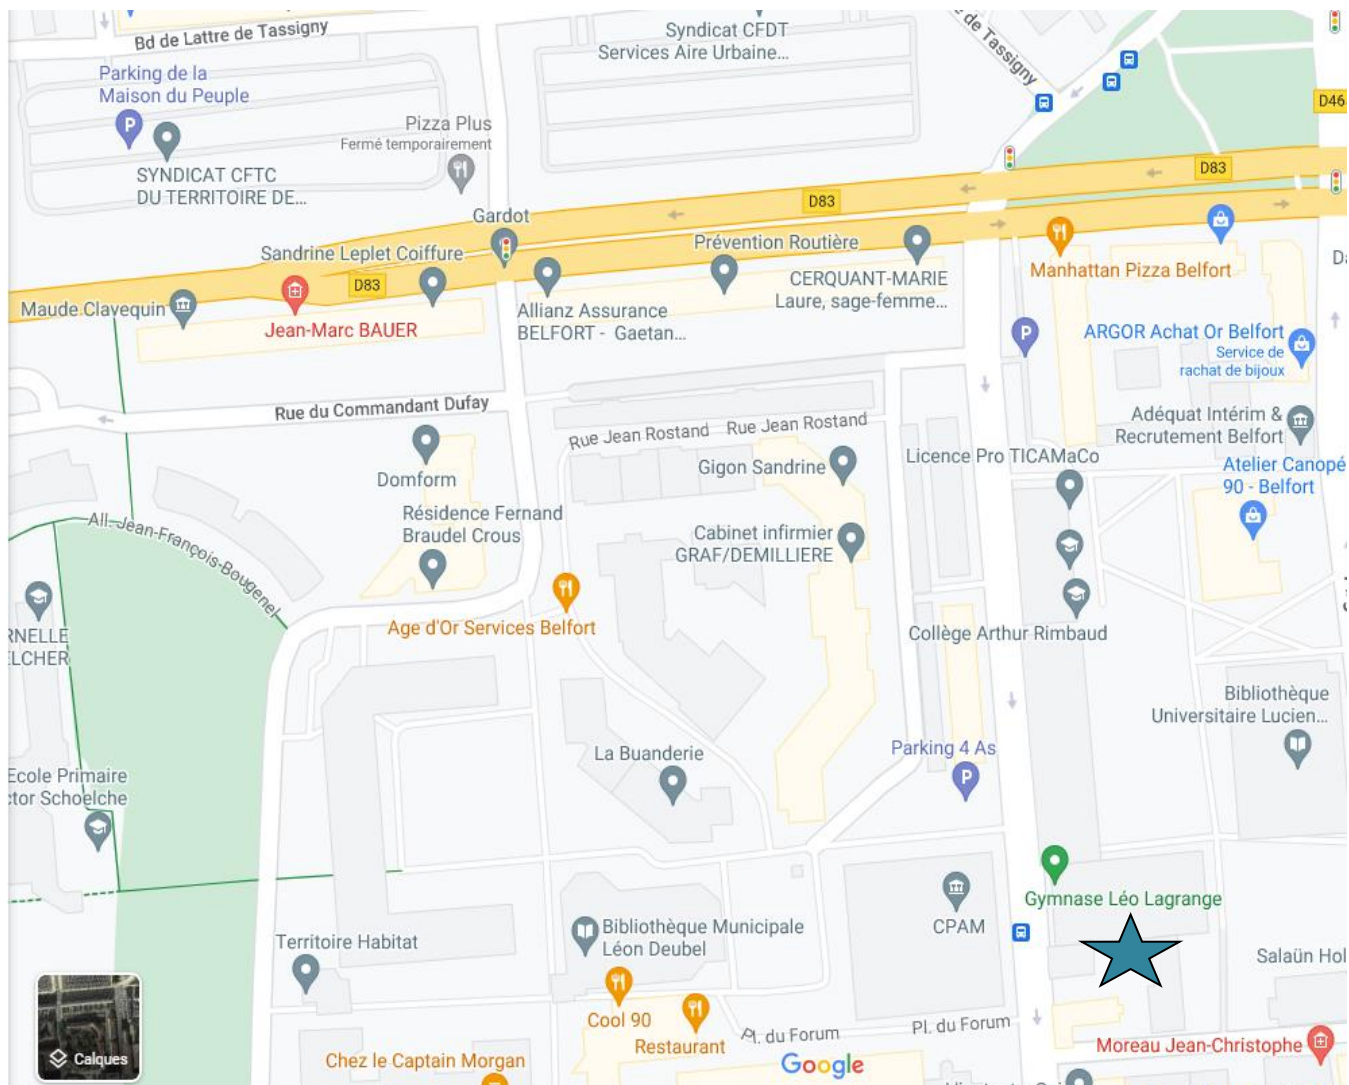 Bd de Lattre de Tassigny
Syndicat CFDT
Services Aire Urbaine...
de Tassigny
Parking de la
Maison du Peuple
P
SYNDICAT CFTC
DU TERRITOIRE DE...
Pizza Plus
Fermé temporairement
D46
D83
D83
Gardot
Sandrine Leplet Coiffure
D83
Prévention Routière
CERQUANT-MARIE
Laure, sage-femme...
Manhattan Pizza Belfort
Maude Clavequin
Jean-Marc BAUER
Allianz Assurance
BELFORT - Gaetan...
P
ARGOR Achat Or Belfort
Service de
rachat de bijoux
Rue du Commandant Dufay
Rue Jean Rostand
Rue Jean Rostand
Adéquat Intérim &
Recrutement Belfort
Domform
Gigon Sandrine
Licence Pro TICAMaCo
Atelier Canopé
90 - Belfort
All. Jean-François-Bougenel
Résidence Fernand
Braudel Crous
Cabinet infirmier
GRAF/DEMILLIERE
RNELLE
ELCHER
Age d'Or Services Belfort
Collège Arthur Rimbaud
Bibliothèque
Universitaire Lucien...
La Buanderie
Parking 4 As
P
Ecole Primaire
ctor Schoelche
Gymnase Léo Lagrange
CPAM
Territoire Habitat
Bibliothèque Municipale
Léon Deubel
Salaün Hol
Cool 90
Restaurant
Pl. du Forum
Pl. du Forum
Moreau Jean-Christophe
Calques
Chez le Captain Morgan
Google